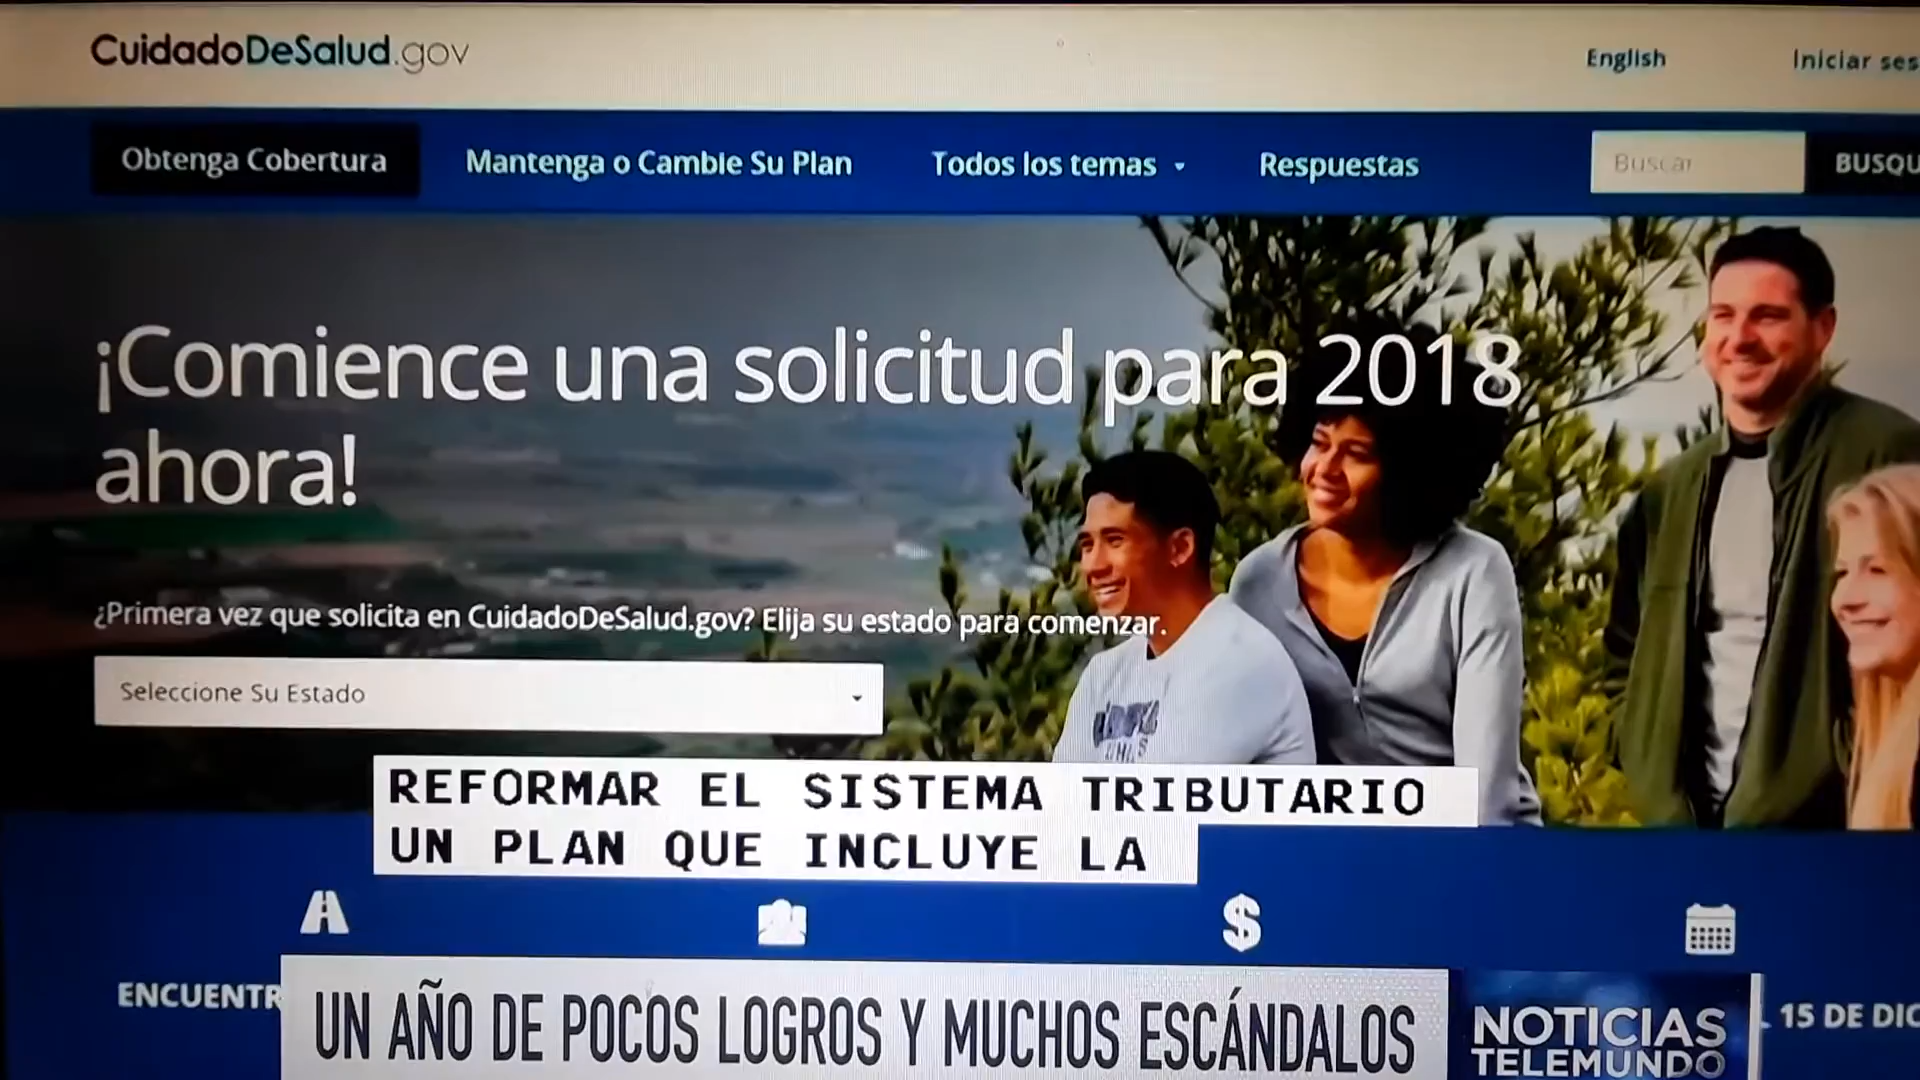 CuidadoDeSalud.gov
English
Iniciar ses
Obtenga Cobertura
Mantenga o Cambie Su Plan
Todos los temas
Respuestas
Buscar
BUSQU
¡Comience una solicitud para 2018
ahora!
¿Primera vez que solicita en CuidadoDeSalud.gov? Elija su estado para comenzar.
Seleccione Su Estado
REFORMAR EL SISTEMA TRIBUTARIO
UN PLAN QUE INCLUYE LA
$
ENCUENTR
15 DE DIC
UN AÑO DE POCOS LOGROS Y MUCHOS ESCÁNDALOS
NOTICIAS
TELEMUNDO